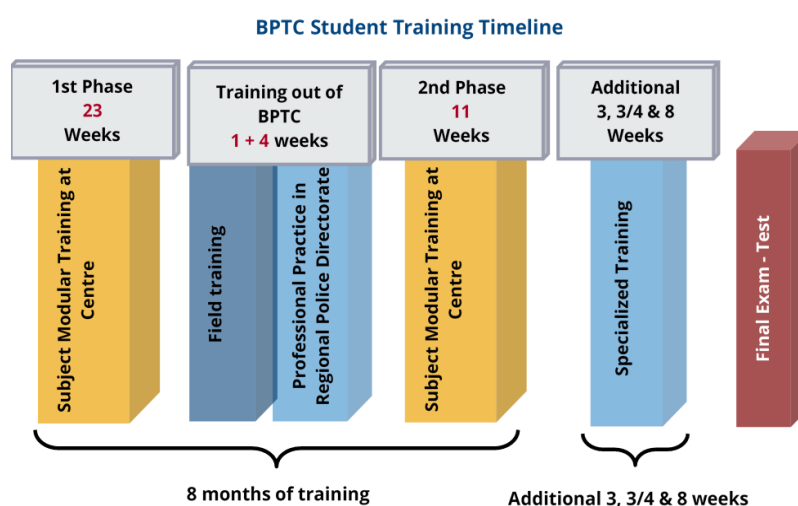 BPTC Student Training Timeline
1st Phase
23
Weeks
Training out of
BPTC
1 + 4 weeks
2nd Phase
11
Weeks
Additional
3, 3/4 & 8
Weeks
Subject Modular Training at
Centre
Field training
Professional Practice in
Regional Police Directorate
Subject Modular Training at
Centre
Specialized Training
Final Exam - Test
8 months of training
Additional 3, 3/4 & 8 weeks